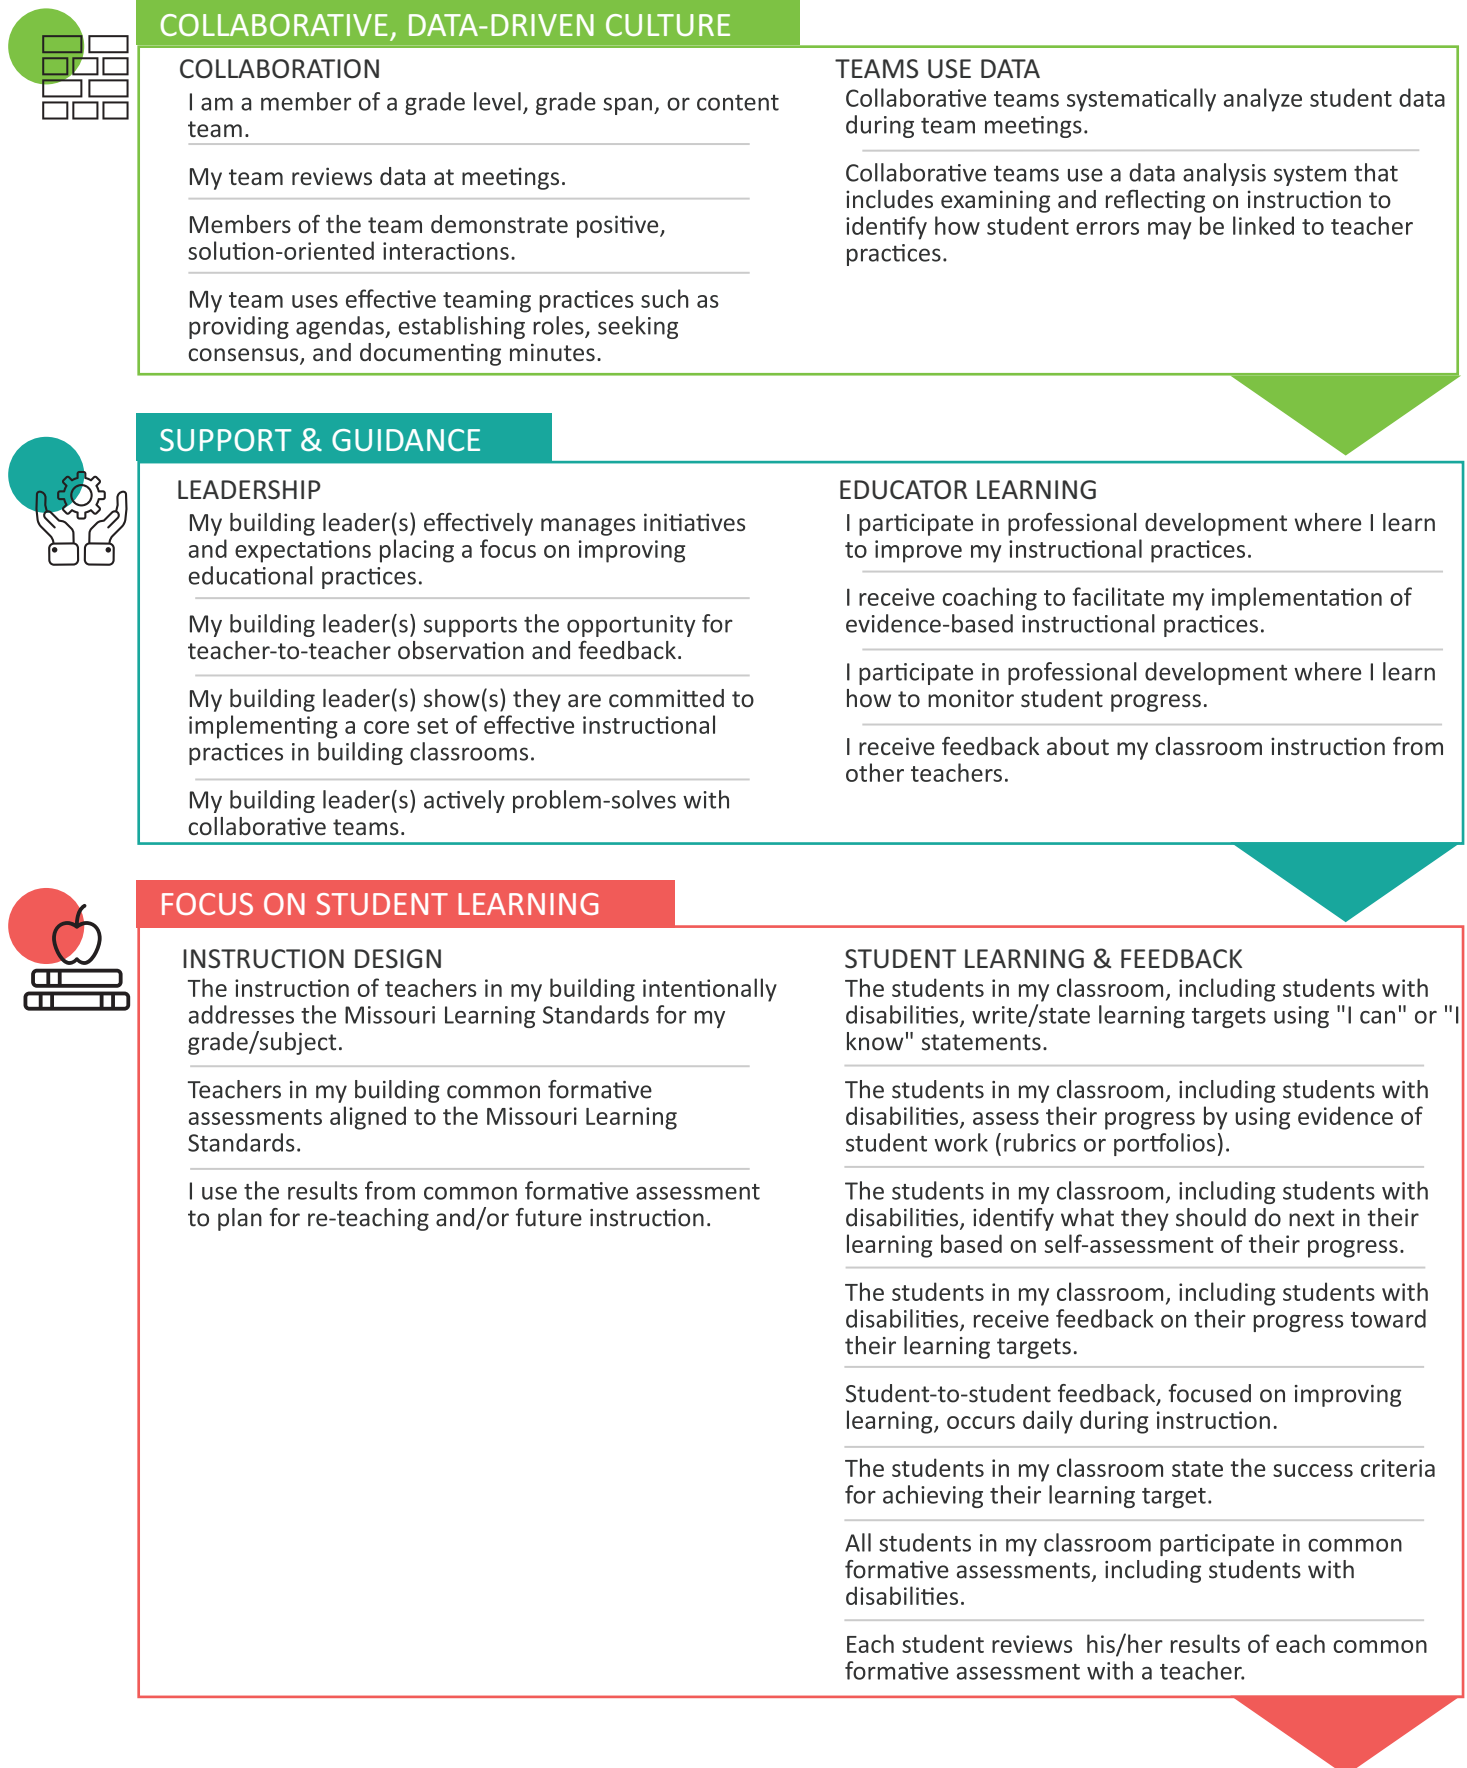 COLLABORATIVE, DATA-DRIVEN CULTURE
COLLABORATION
I am a member of a grade level, grade span, or content
team.
My team reviews data at meetings.
Members of the team demonstrate positive,
solution-oriented interactions.
My team uses effective teaming practices such as
providing agendas, establishing roles, seeking
consensus, and documenting minutes.
TEAMS USE DATA
Collaborative teams systematically analyze student data
during team meetings.
Collaborative teams use a data analysis system that
includes examining and reflecting on instruction to
identify how student errors may be linked to teacher
practices.
SUPPORT & GUIDANCE
LEADERSHIP
My building leader(s) effectively manages initiatives
and expectations placing a focus on improving
educational practices.
My building leader(s) supports the opportunity for
teacher-to-teacher observation and feedback.
My building leader(s) show(s) they are committed to
implementing a core set of effective instructional
practices in building classrooms.
My building leader(s) actively problem-solves with
collaborative teams.
EDUCATOR LEARNING
I participate in professional development where I learn
to improve my instructional practices.
I receive coaching to facilitate my implementation of
evidence-based instructional practices.
I participate in professional development where I learn
how to monitor student progress.
I receive feedback about my classroom instruction from
other teachers.
FOCUS ON STUDENT LEARNING
INSTRUCTION DESIGN
The instruction of teachers in my building intentionally
addresses the Missouri Learning Standards for my
grade/subject.
Teachers in my building common formative
assessments aligned to the Missouri Learning
Standards.
I use the results from common formative assessment
to plan for re-teaching and/or future instruction.
STUDENT LEARNING & FEEDBACK
The students in my classroom, including students with
disabilities, write/state learning targets using "I can" or "I
know" statements.
The students in my classroom, including students with
disabilities, assess their progress by using evidence of
student work (rubrics or portfolios).
The students in my classroom, including students with
disabilities, identify what they should do next in their
learning based on self-assessment of their progress.
The students in my classroom, including students with
disabilities, receive feedback on their progress toward
their learning targets.
Student-to-student feedback, focused on improving
learning, occurs daily during instruction.
The students in my classroom state the success criteria
for achieving their learning target.
All students in my classroom participate in common
formative assessments, including students with
disabilities.
Each student reviews  his/her results of each common
formative assessment with a teacher.